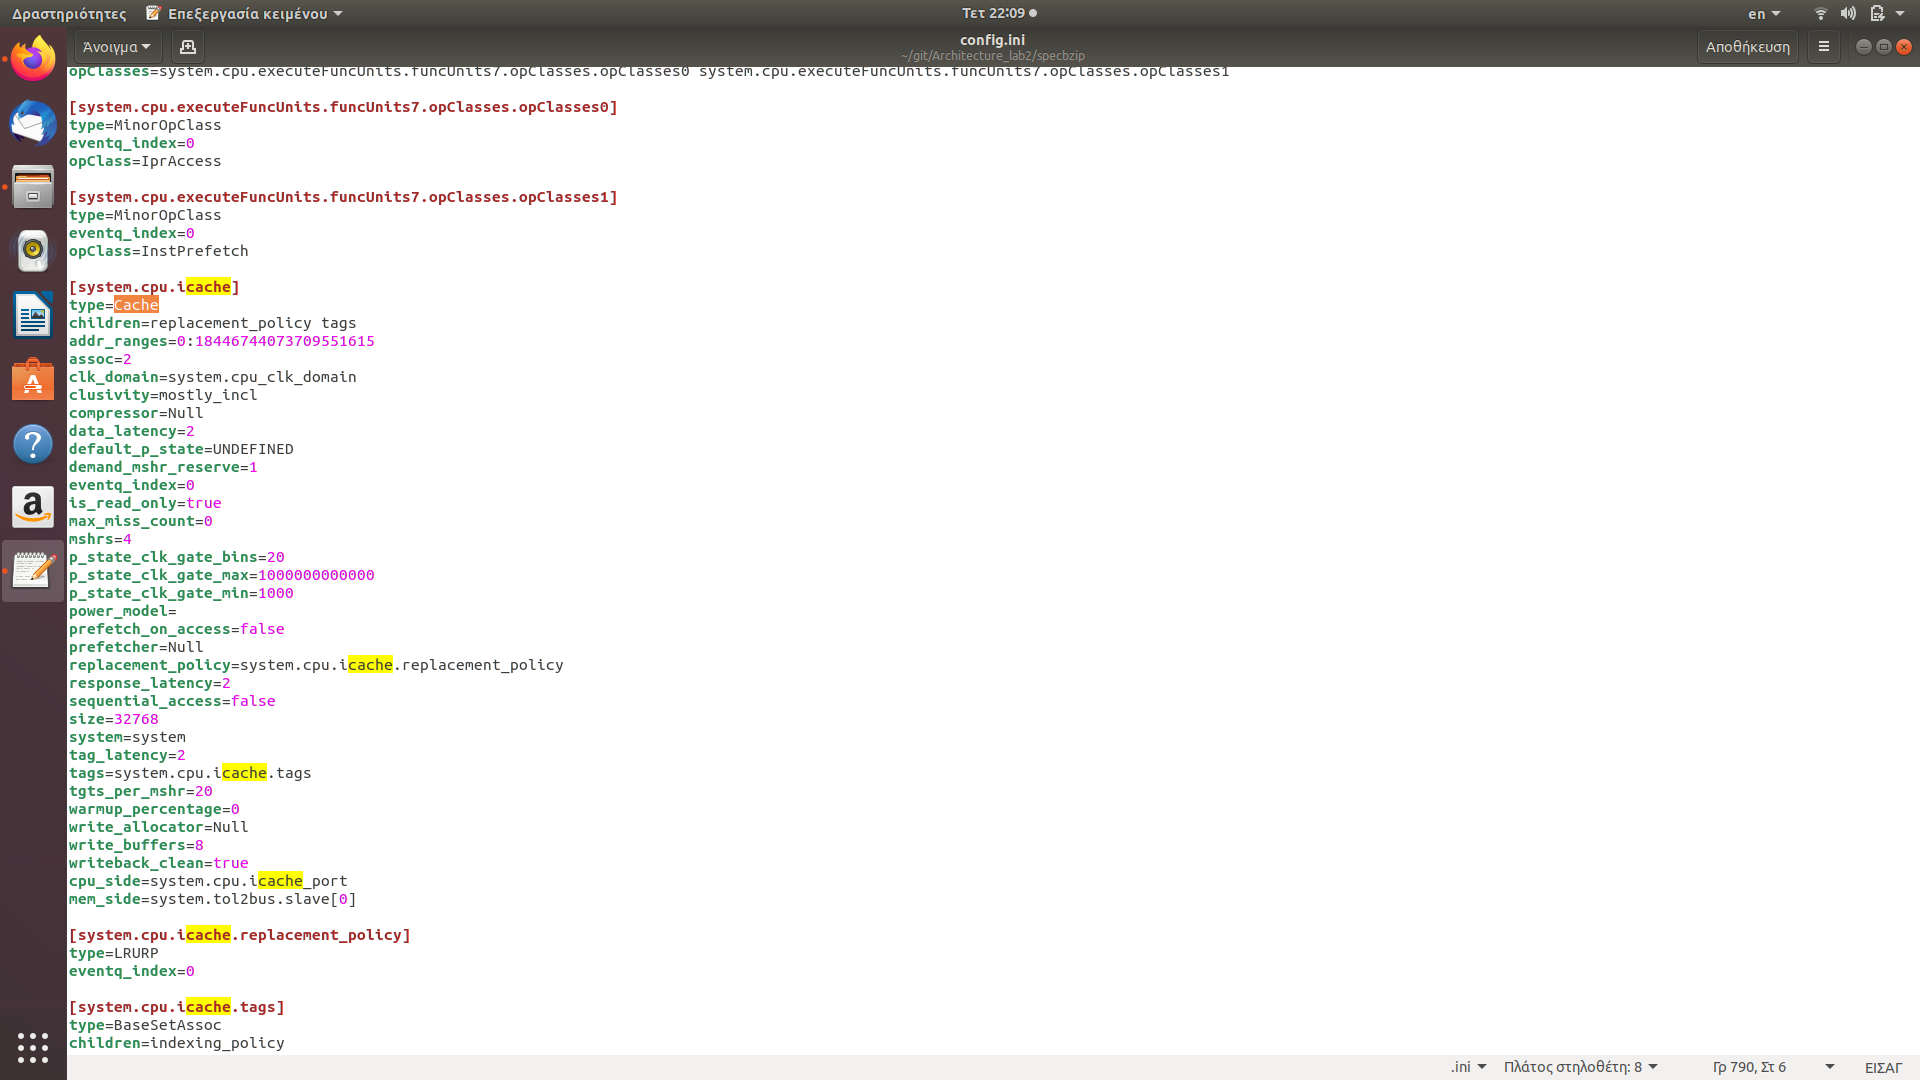 Δραστηριότητες
Επεξεργασία κειμένου
Τετ 22:09
en
Άνοιγμα
config.ini
~/git/Architecture_lab2/specbzip
Αποθήκευση
opClasses=system.cpu.executeFuncUnits.funcUnits7.opClasses.opClasses0 system.cpu.executeFuncUnits.funcUnits7.opClasses.opClasses1
[system.cpu.executeFuncUnits.funcUnits7.opClasses.opClasses0]
type=MinorOpClass
eventq_index=0
opClass=IprAccess
[system.cpu.executeFuncUnits.funcUnits7.opClasses.opClasses1]
type=MinorOpClass
eventq_index=0
opClass=InstPrefetch
[system.cpu.icache]
type=Cache
children=replacement_policy tags
addr_ranges=0:18446744073709551615
assoc=2
clk_domain=system.cpu_clk_domain
clusivity=mostly_incl
compressor=Null
data_latency=2
default_p_state=UNDEFINED
demand_mshr_reserve=1
eventq_index=0
is_read_only=true
max_miss_count=0
mshrs=4
p_state_clk_gate_bins=20
p_state_clk_gate_max=1000000000000
p_state_clk_gate_min=1000
power_model=
prefetch_on_access=false
prefetcher=Null
replacement_policy=system.cpu.icache.replacement_policy
response_latency=2
sequential_access=false
size=32768
system=system
tag_latency=2
tags=system.cpu.icache.tags
tgts_per_mshr=20
warmup_percentage=0
write_allocator=Null
write_buffers=8
writeback_clean=true
cpu_side=system.cpu.icache_port
mem_side=system.tol2bus.slave[0]
[system.cpu.icache.replacement_policy]
type=LRURP
eventq_index=0
[system.cpu.icache.tags]
type=BaseSetAssoc
children=indexing_policy
.ini
Πλάτος στηλοθέτη: 8
Γρ 790, Στ 6
ΕΙΣΑΓ